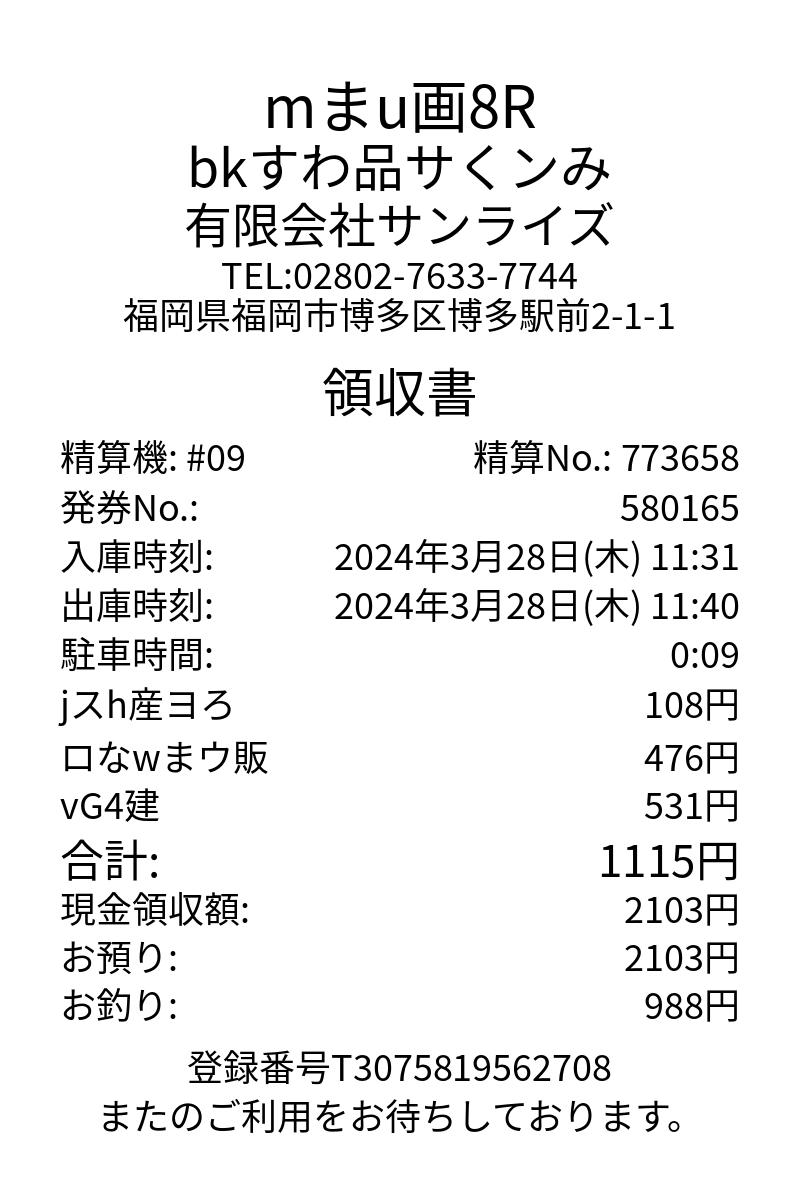 mまu画8R
bkすわ品サくンみ
有限会社サンライズ
TEL:02802-7633-7744
福岡県福岡市博多区博多駅前2-1-1
領収書
精算機: #09 精算No.: 773658
発券No.: 580165
入庫時刻: 2024年3月28日(木) 11:31
出庫時刻: 2024年3月28日(木) 11:40
駐車時間: 0:09
jスh産ヨろ 108円
ロなwまウ販 476円
vG4建 531円
合計: 1115円
現金領収額: 2103円
お預り: 2103円
お釣り: 988円
登録番号T3075819562708
またのご利用をお待ちしております。